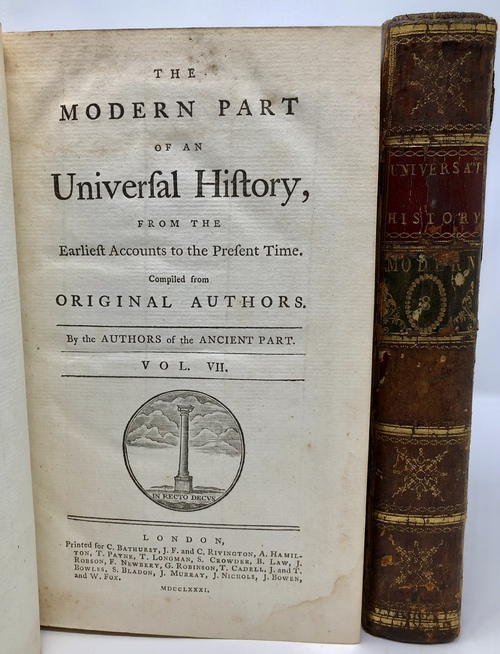 THE
MODERN PART
OF AN
Univerſal Hiſtory,
FROM THE
Earlieſt Accounts to the Preſent Time.
Compiled from
ORIGINAL AUTHORS.
By the AUTHORS of the ANCIENT PART.
VOL. VII.
IN RECTO DECVS
LONDON,
Printed for C. BATHURST, J. F. and C. RIVINGTON, A. HAMIL-
TON, T. PAYNE, T. LONGMAN, S. CROWDER, B. LAW, J.
ROBSON, F. NEWBERY, G. ROBINSON, T. CADELL, J. and T.
BOWLES, S. BLADON, J. MURRAY, J. NICHOLS, J. BOWEN,
and W. FOX.
MDCCLXXXI.
UNIVERSAL
HISTORY
MODERN